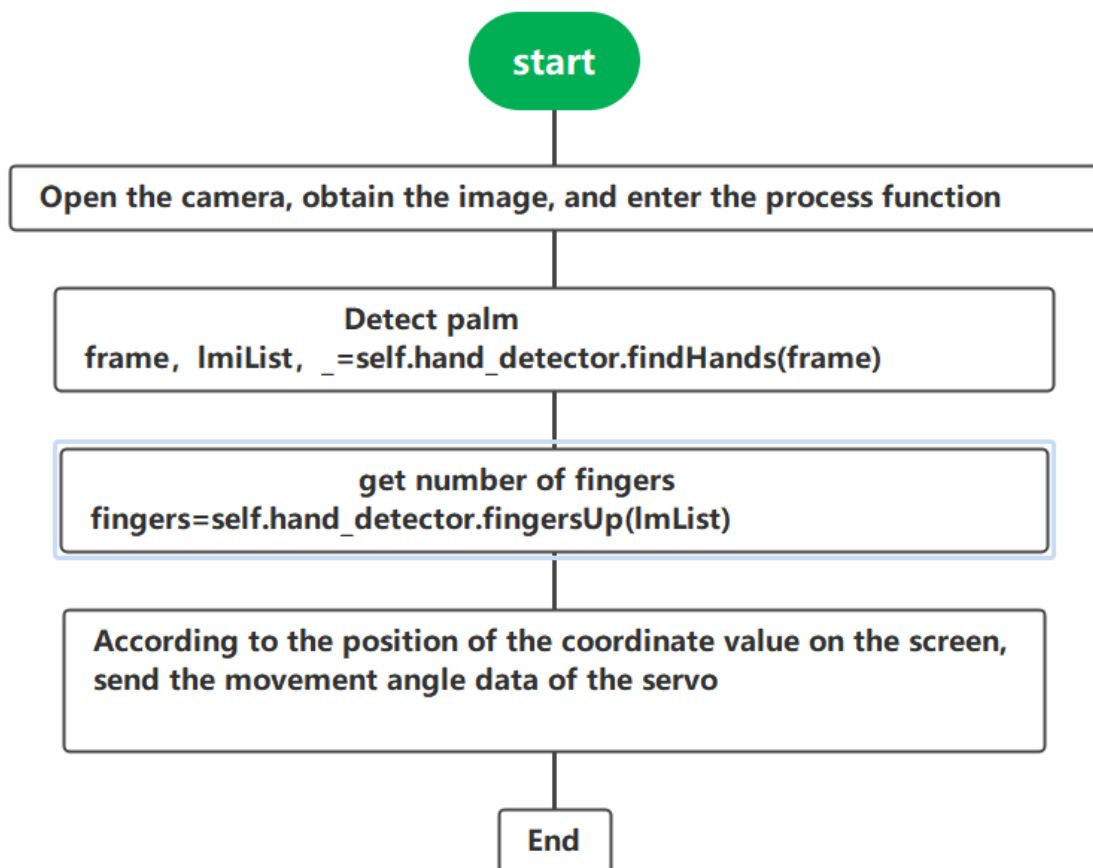 start
Open the camera, obtain the image, and enter the process function
Detect palm
frame，lmiList，_=self.hand_detector.findHands(frame)
get number of fingers
fingers=self.hand_detector.fingersUp(lmList)
According to the position of the coordinate value on the screen,
send the movement angle data of the servo
End